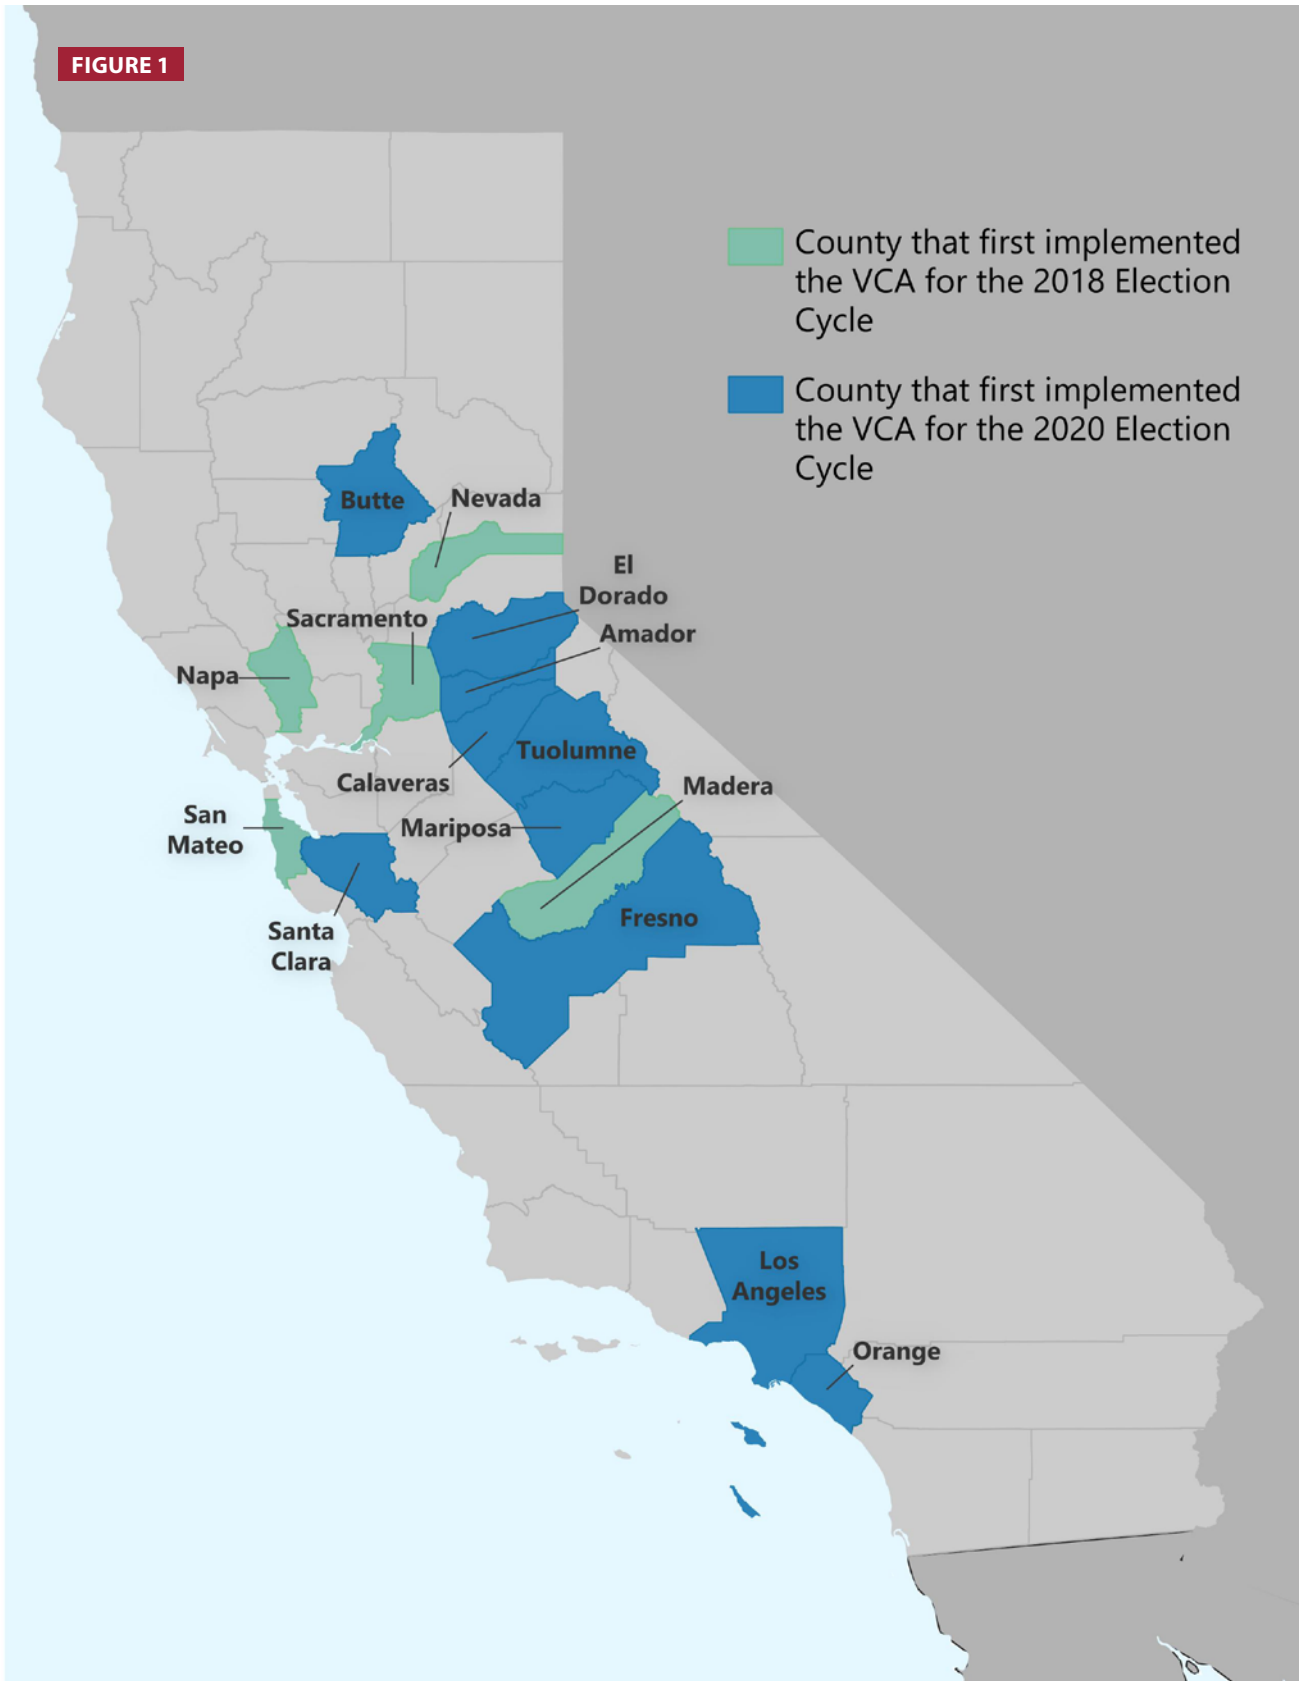 FIGURE 1
County that first implemented
the VCA for the 2018 Election
Cycle
County that first implemented
the VCA for the 2020 Election
Cycle
Butte
Nevada
El
Dorado
Sacramento
Amador
Napa
Tuolumne
Calaveras
Madera
San
Mateo
Mariposa
Fresno
Santa
Clara
Los
Angeles
Orange